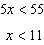 5x < 55
x < 11